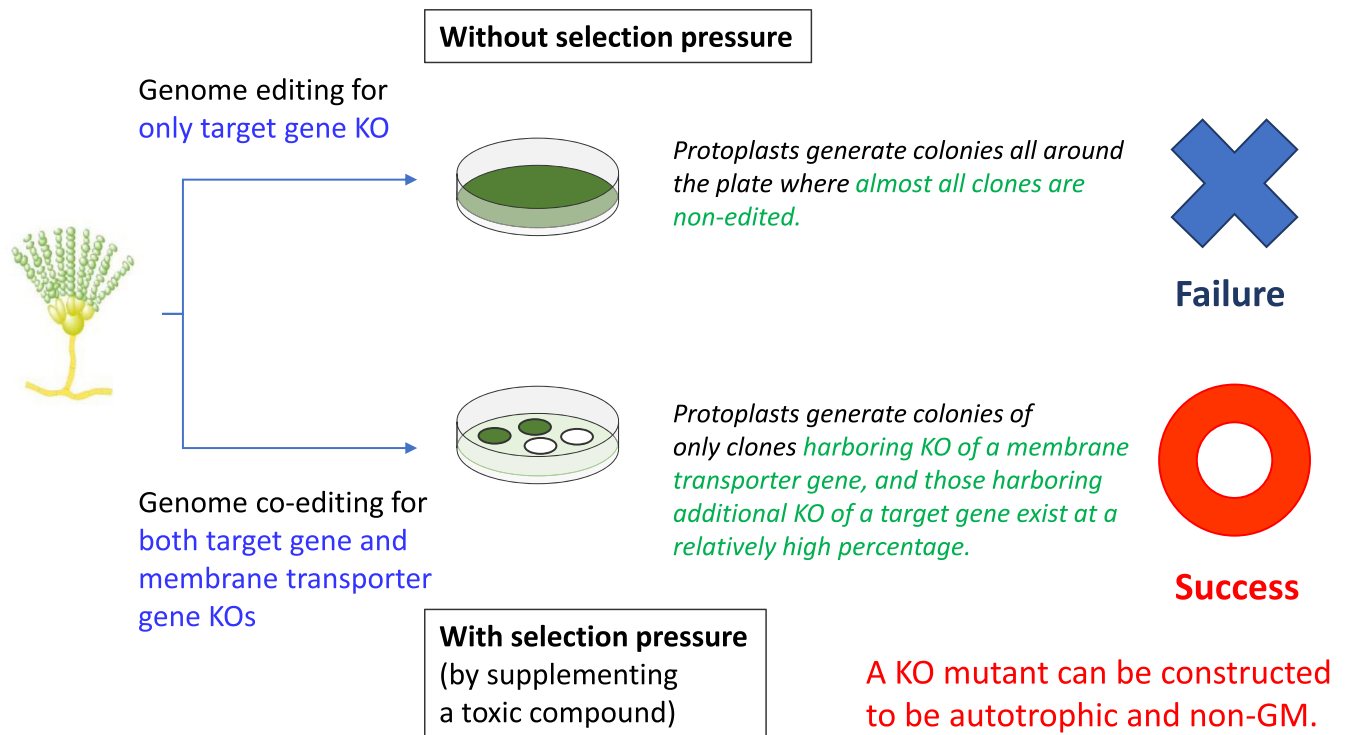 Without selection pressure
Genome editing for
only target gene KO
Protoplasts generate colonies all around
the plate where almost all clones are
non-edited.
Failure
Genome co-editing for
both target gene and
membrane transporter
gene KOs
Protoplasts generate colonies of
only clones harboring KO of a membrane
transporter gene, and those harboring
additional KO of a target gene exist at a
relatively high percentage.
Success
With selection pressure
(by supplementing
a toxic compound)
A KO mutant can be constructed
to be autotrophic and non-GM.